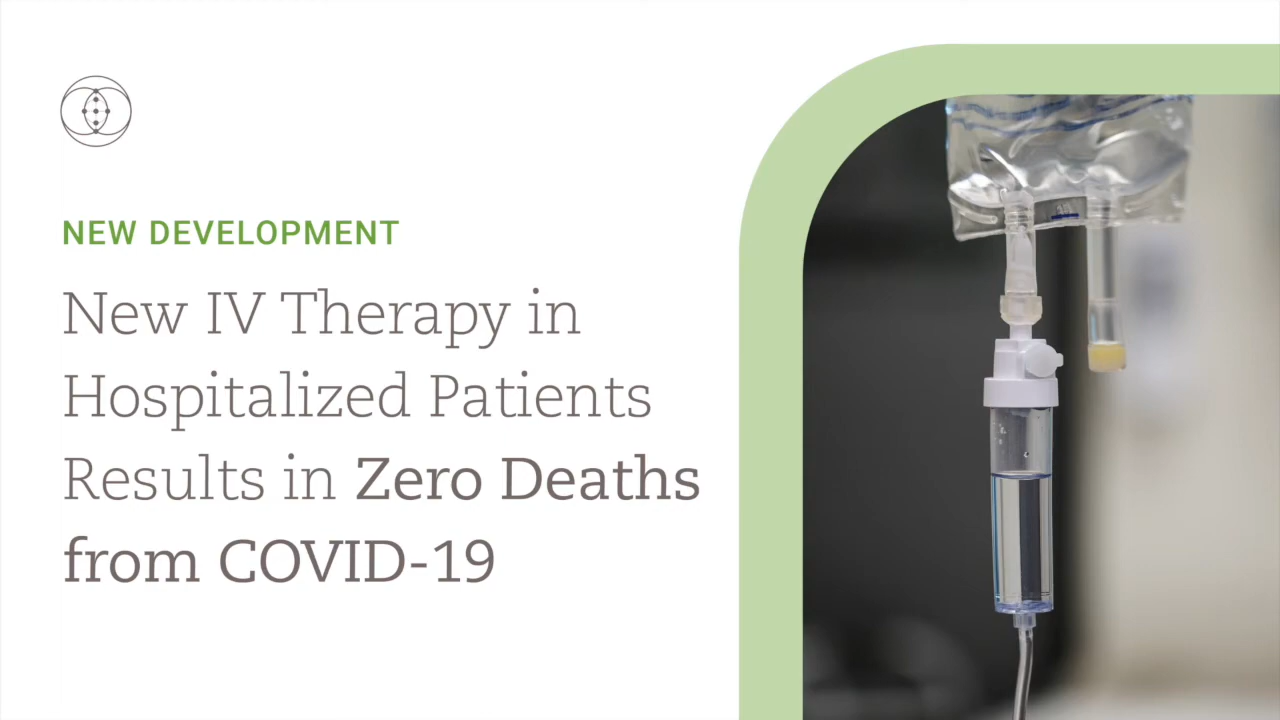 NEW DEVELOPMENT
New IV Therapy in
Hospitalized Patients
Results in Zero Deaths
from COVID-19